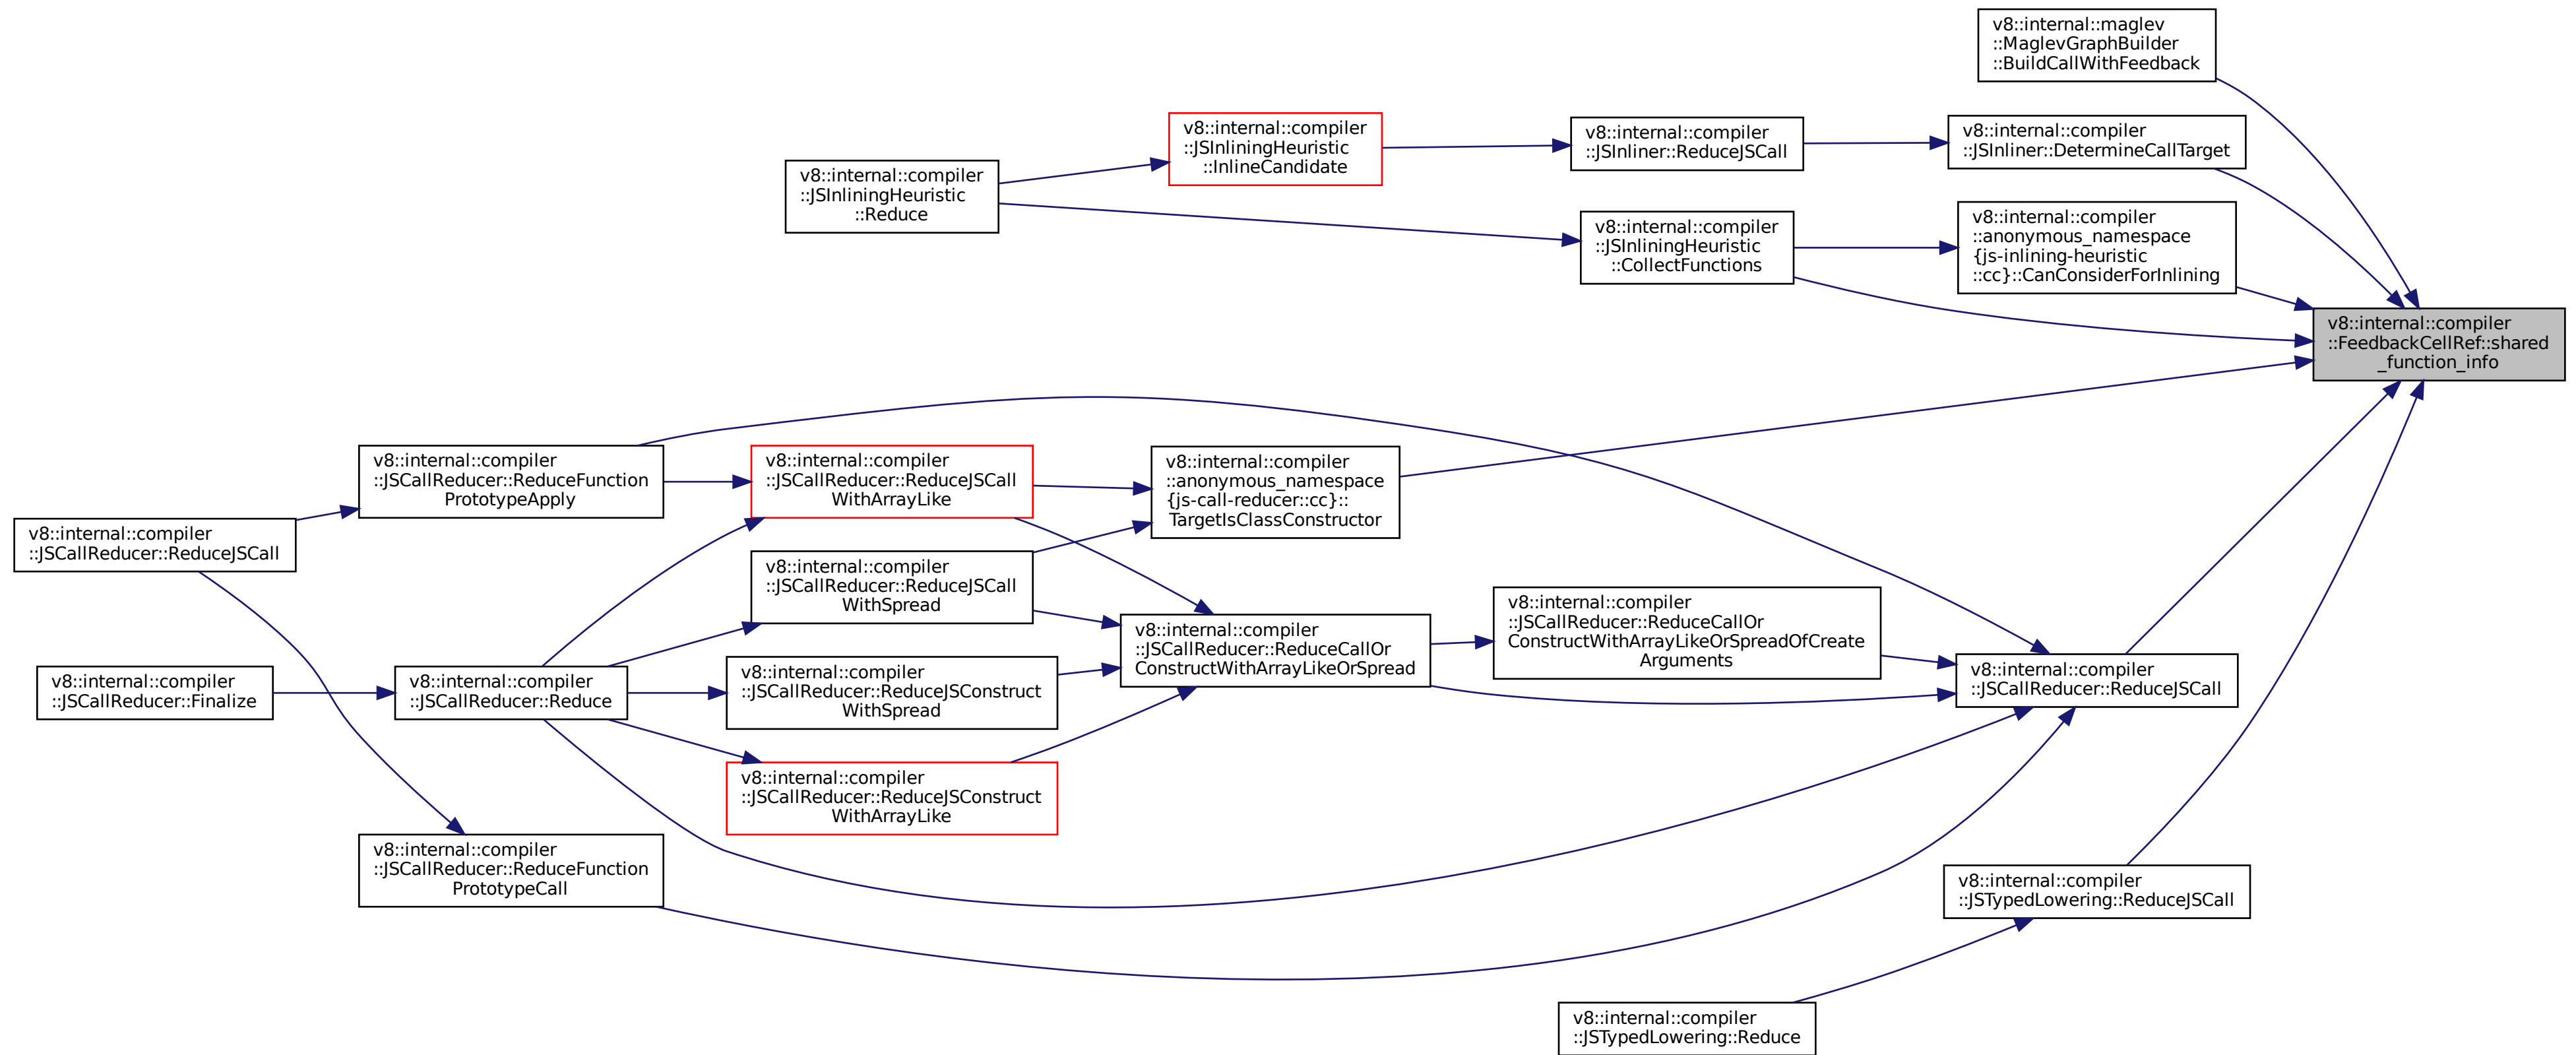 v8::internal::maglev
::MaglevGraphBuilder
::BuildCallWithFeedback
v8::internal::compiler
::JSInliningHeuristic
::InlineCandidate
v8::internal::compiler
::JSInliner::ReduceJSCall
v8::internal::compiler
::JSInliner::DetermineCallTarget
v8::internal::compiler
::JSInliningHeuristic
::Reduce
v8::internal::compiler
::JSInliningHeuristic
::CollectFunctions
v8::internal::compiler
::anonymous_namespace
{js-inlining-heuristic
::cc}::CanConsiderForInlining
v8::internal::compiler
::FeedbackCellRef::shared
_function_info
v8::internal::compiler
::JSCallReducer::ReduceFunction
PrototypeApply
v8::internal::compiler
::JSCallReducer::ReduceJSCall
WithArrayLike
v8::internal::compiler
::anonymous_namespace
{js-call-reducer::cc}::
TargetIsClassConstructor
v8::internal::compiler
::JSCallReducer::ReduceJSCall
v8::internal::compiler
::JSCallReducer::ReduceJSCall
WithSpread
v8::internal::compiler
::JSCallReducer::ReduceCallOr
ConstructWithArrayLikeOrSpread
v8::internal::compiler
::JSCallReducer::ReduceCallOr
ConstructWithArrayLikeOrSpreadOfCreate
Arguments
v8::internal::compiler
::JSCallReducer::ReduceJSCall
v8::internal::compiler
::JSCallReducer::Finalize
v8::internal::compiler
::JSCallReducer::Reduce
v8::internal::compiler
::JSCallReducer::ReduceJSConstruct
WithSpread
v8::internal::compiler
::JSCallReducer::ReduceJSConstruct
WithArrayLike
v8::internal::compiler
::JSCallReducer::ReduceFunction
PrototypeCall
v8::internal::compiler
::JSTypedLowering::ReduceJSCall
v8::internal::compiler
::JSTypedLowering::Reduce